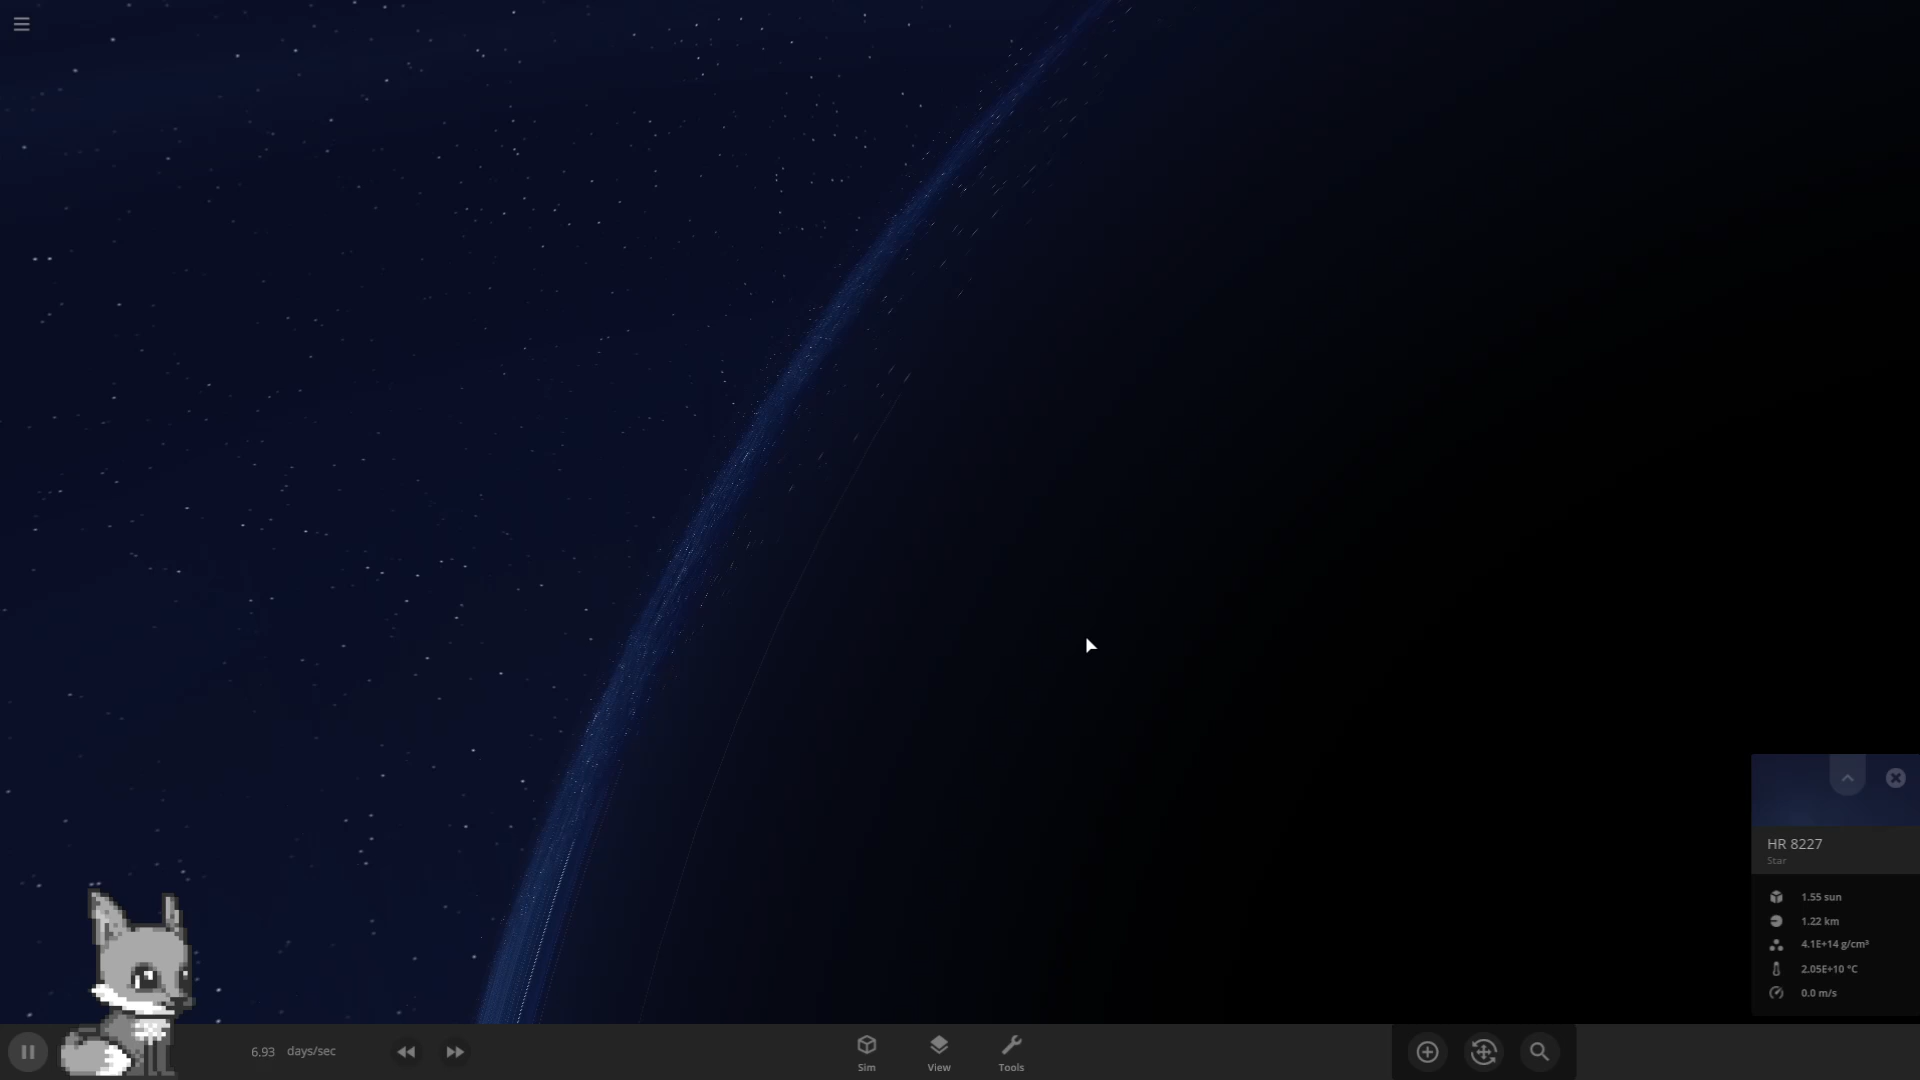 HR 8227
Star
1.55 sun
1.22 km
4.1E+14 g/cm³
2.05E+10 °C
0.0 m/s
6.93 days/sec
Sim
View
Tools